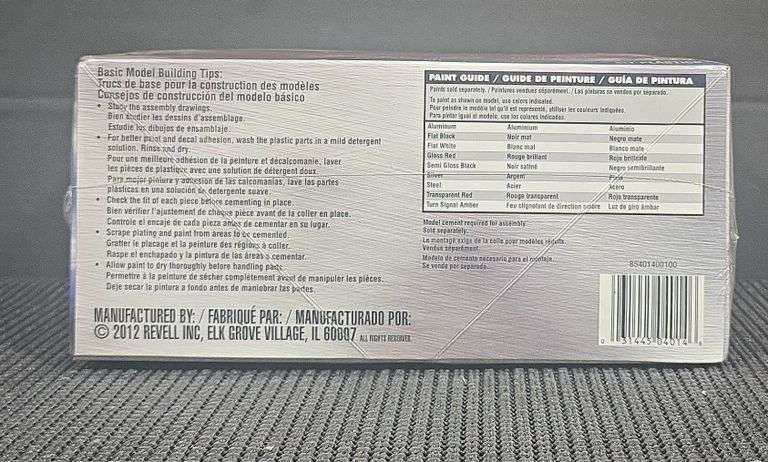 Basic Model Building Tips:
Trucs de base pour la construction des modèles
Consejos de construcción del modelo básico
• Study the assembly drawings.
Bien étudier les dessins d'assemblage.
Estudie los dibujos de ensamblaje.
• For better paint and decal adhesion, wash the plastic parts in a mild detergent
solution. Rinse and dry.
Pour une meilleure adhésion de la peinture et décalcomanie, laver
les pièces de plastique avec une solution de détergent doux.
Para mejor pintura y adhesión de las calcomanías, lave las partes
plásticas en una solución de detergente suave.
• Check the fit of each piece before cementing in place.
Bien vérifier l'ajustement de chaque pièce avant de la coller en place.
Controle el encaje de cada pieza antes de cementar en su lugar.
• Scrape plating and paint from areas to be cemented.
Gratter le placage et la peinture des régions à coller.
Raspe el enchapado y la pintura de las áreas a cementar.
• Allow paint to dry thoroughly before handling parts.
Permettre à la peinture de sécher complètement avant de manipuler les pièces.
Deje secar la pintura a fondo antes de maniobrar las partes.
MANUFACTURED BY: / FABRIQUÉ PAR: / MANUFACTURADO POR:
© 2012 REVELL INC, ELK GROVE VILLAGE, IL 60007 ALL RIGHTS RESERVED.
PAINT GUIDE / GUIDE DE PEINTURE / GUÍA DE PINTURA
Paints sold separately. / Peintures vendues séparément. / Las pinturas se venden por separado.
To paint as shown on model, use colors indicated.
Pour peindre le modèle tel qu'il est représenté, utiliser les couleurs indiquées.
Para pintar igual al modelo, use los colores indicados.
Aluminum Aluminium Aluminio
Flat Black Noir mat Negro mate
Flat White Blanc mat Blanco mate
Gloss Red Rouge brillant Rojo brillante
Semi Gloss Black Noir satiné Negro semibrillante
Silver Argent Plata
Steel Acier Acero
Transparent Red Rouge transparent Rojo transparente
Turn Signal Amber Feu clignotant de direction ambre Luz de giro ámbar
Model cement required for assembly.
Sold separately.
Le montage exige de la colle pour modèles réduits.
Vendue séparément.
Modelo de cemento necesario para el montaje.
Se vende por separado.
85401400100
0 31445 04014 6